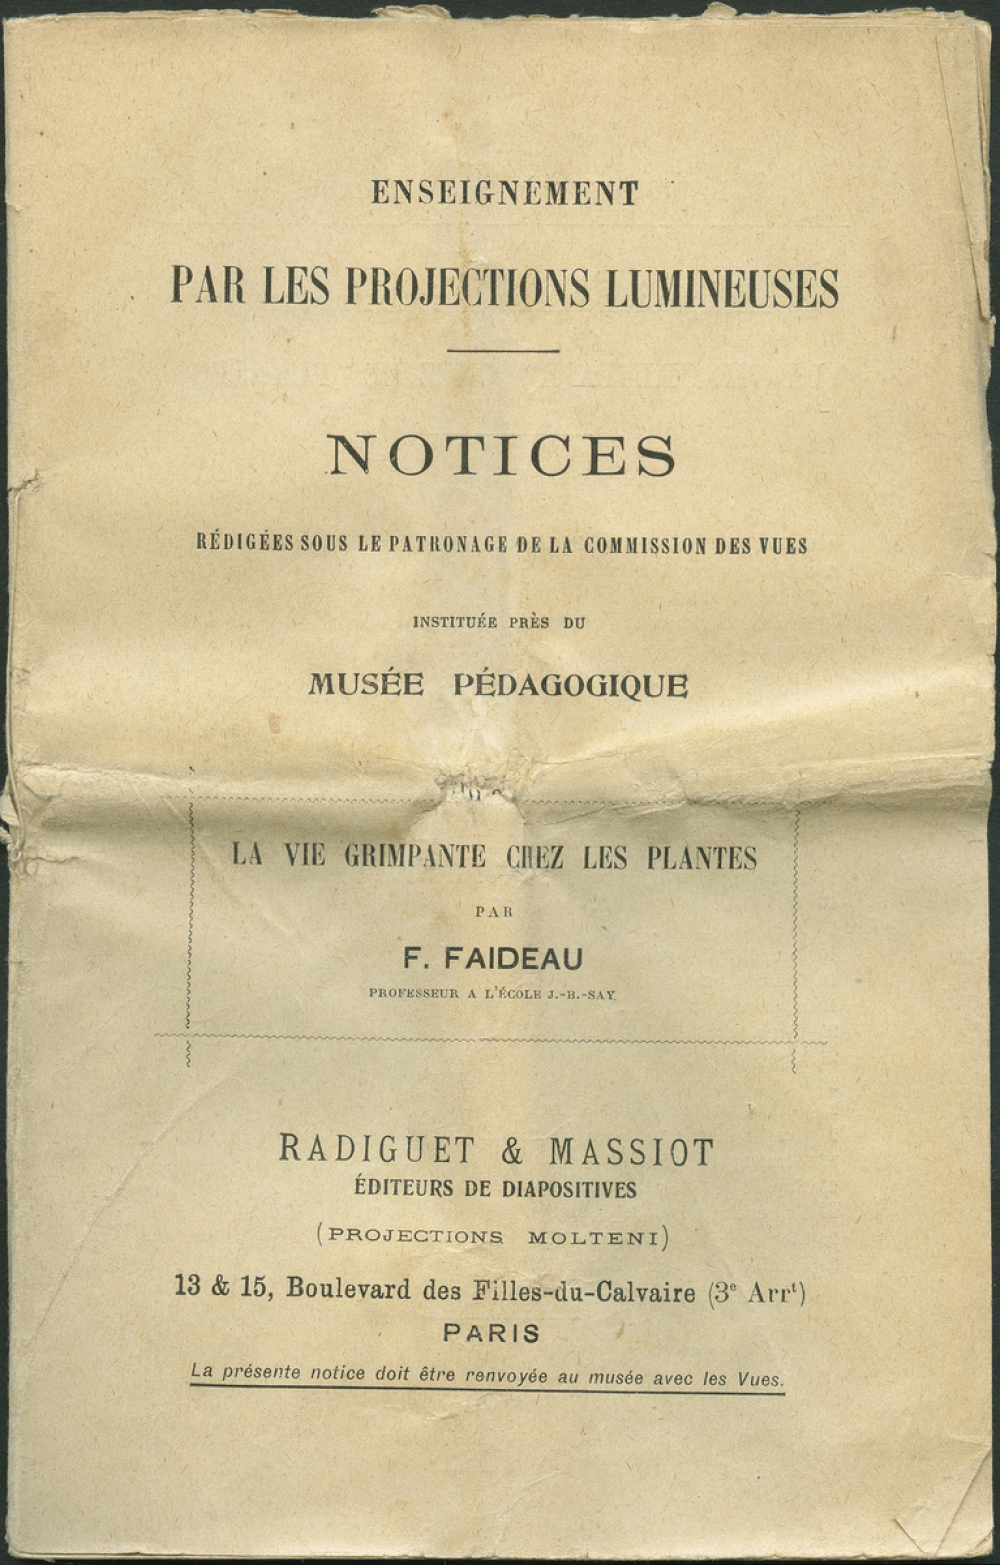 ENSEIGNEMENT
PAR LES PROJECTIONS LUMINEUSES
NOTICES
RÉDIGÉES SOUS LE PATRONAGE DE LA COMMISSION DES VUES
INSTITUÉE PRÈS DU
MUSÉE PÉDAGOGIQUE
LA VIE GRIMPANTE CHEZ LES PLANTES
PAR
F. FAIDEAU
PROFESSEUR A L'ÉCOLE J.-B.-SAY
RADIGUET & MASSIOT
ÉDITEURS DE DIAPOSITIVES
(PROJECTIONS MOLTENI)
13 & 15, Boulevard des Filles-du-Calvaire (3e Arrt)
PARIS
La présente notice doit être renvoyée au musée avec les Vues.